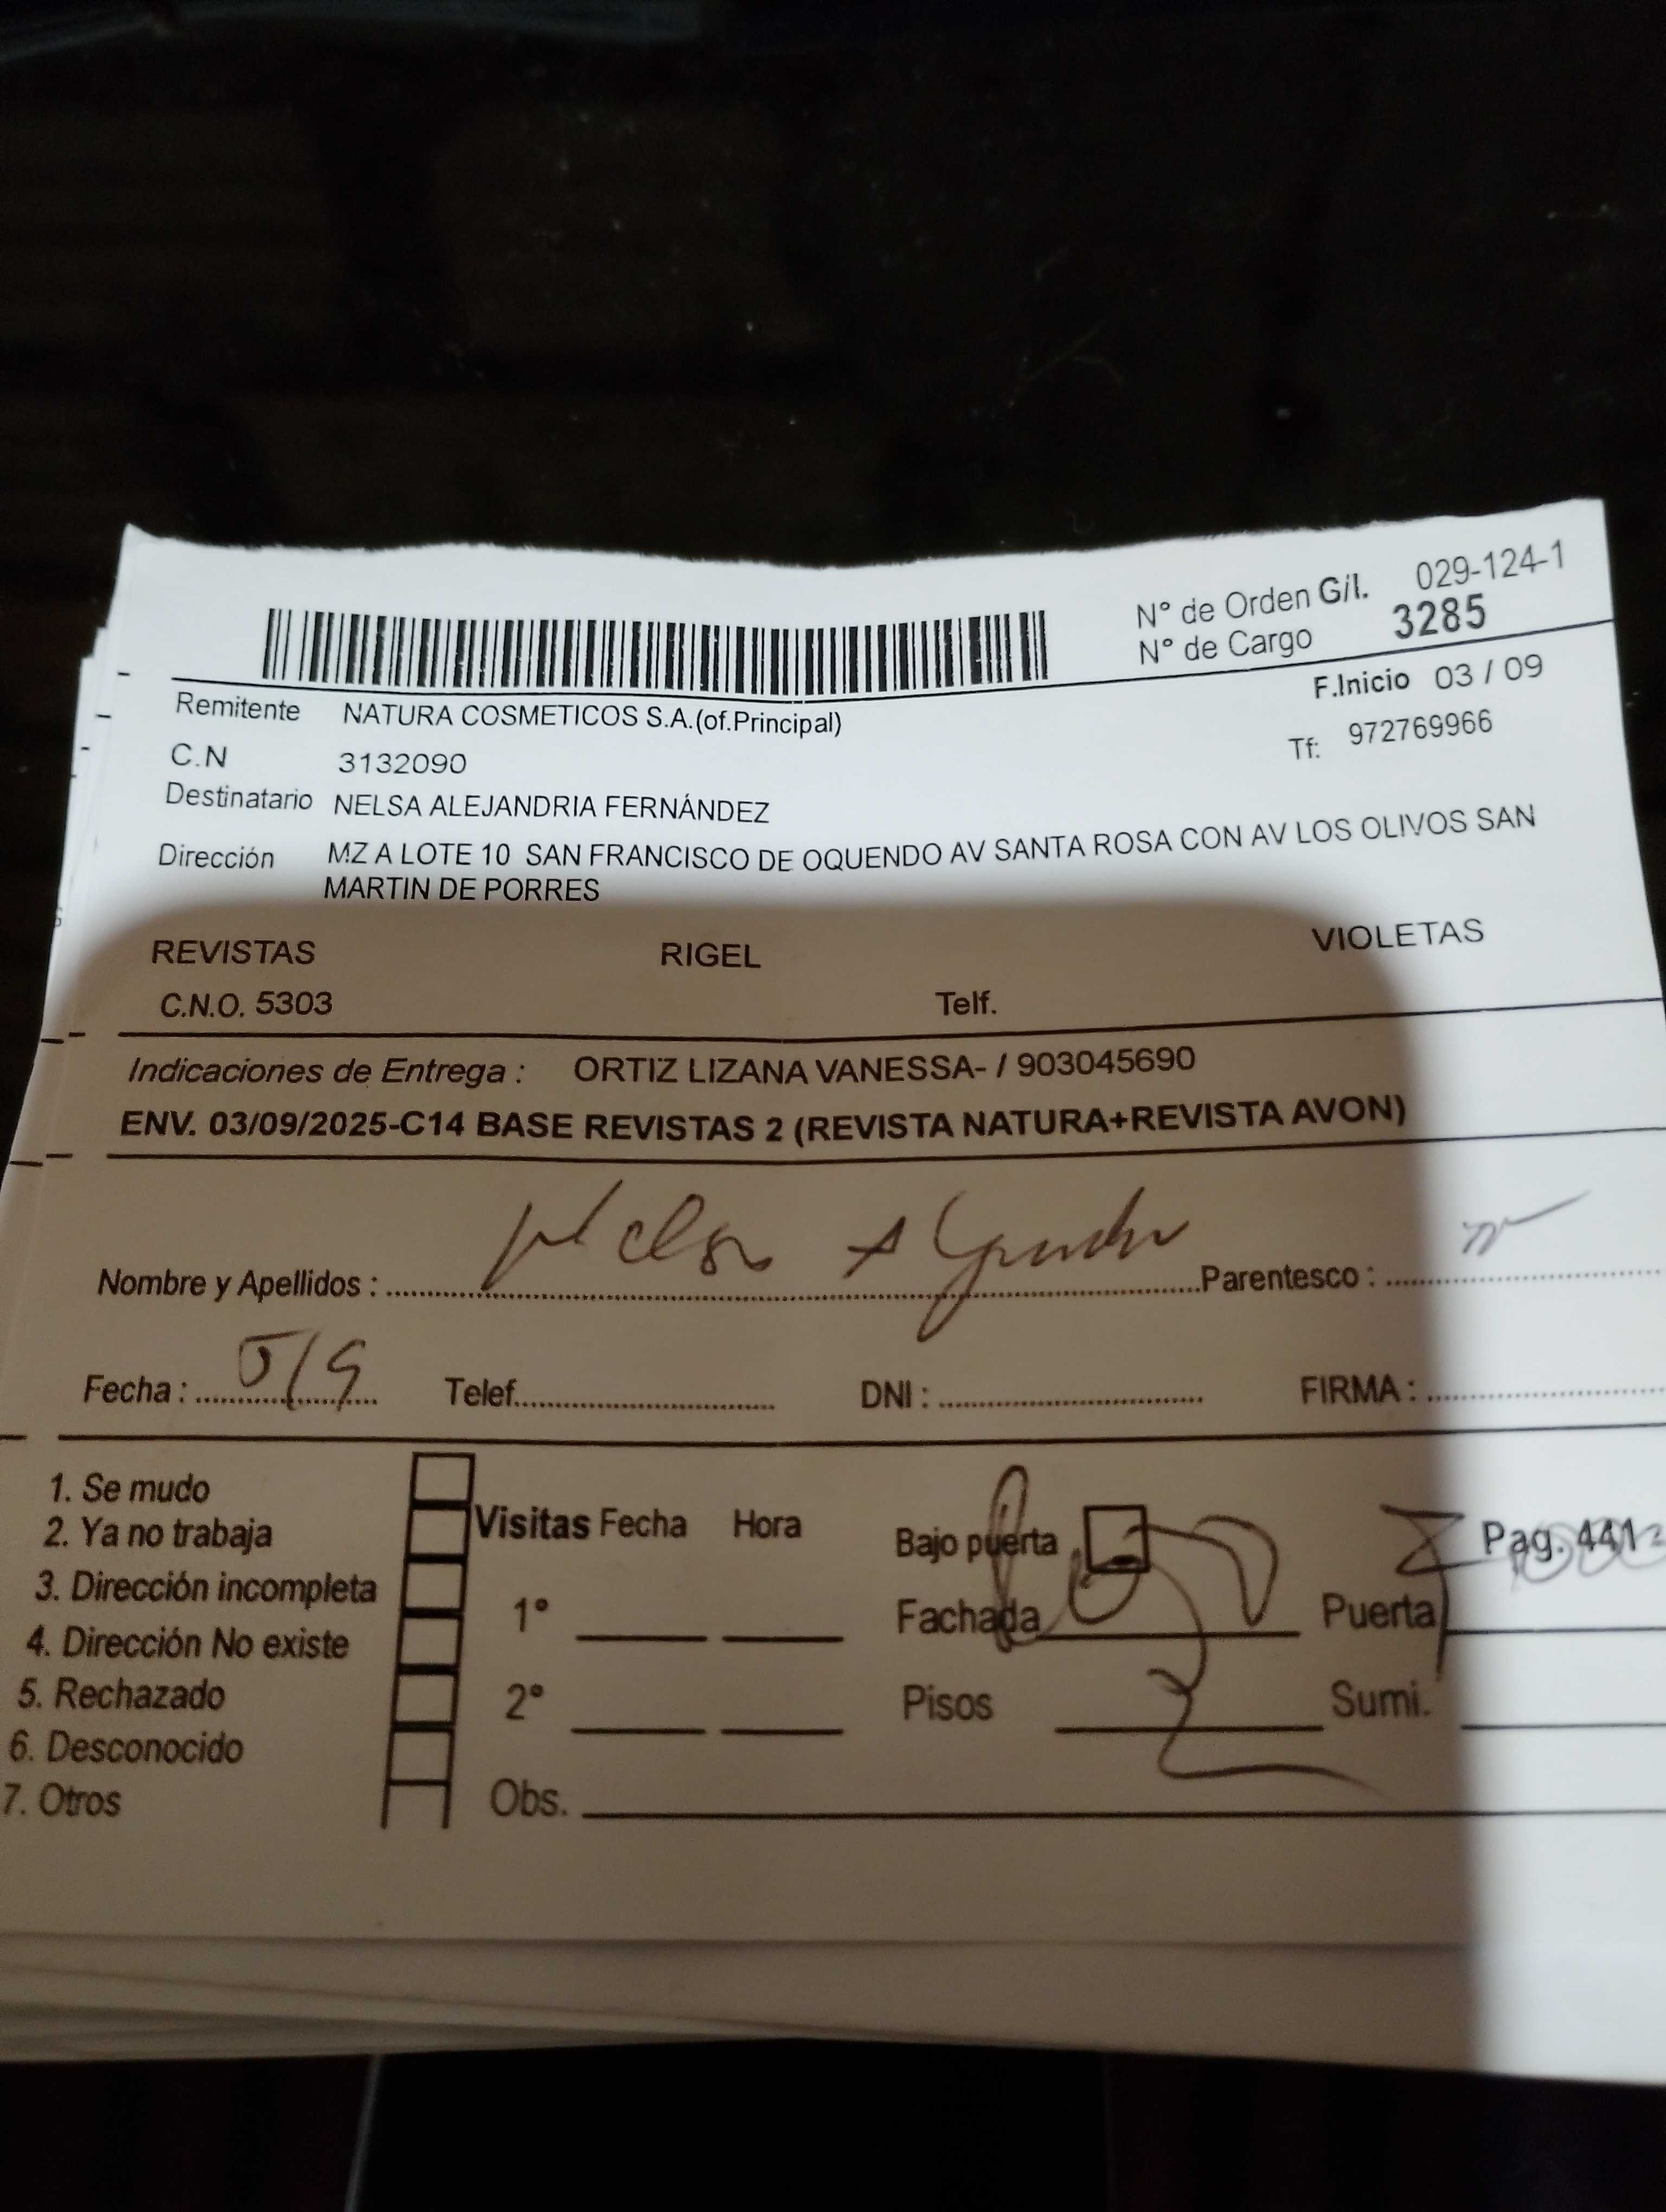 N° de Orden G/I. 029-124-1
N° de Cargo 3285
F.Inicio 03 / 09
Remitente NATURA COSMETICOS S.A.(of.Principal)
Tf: 972769966
C.N 3132090
Destinatario NELSA ALEJANDRIA FERNÁNDEZ
Dirección MZ A LOTE 10 SAN FRANCISCO DE OQUENDO AV SANTA ROSA CON AV LOS OLIVOS SAN
MARTIN DE PORRES
REVISTAS RIGEL VIOLETAS
C.N.O. 5303 Telf.
Indicaciones de Entrega : ORTIZ LIZANA VANESSA- / 903045690
ENV. 03/09/2025-C14 BASE REVISTAS 2 (REVISTA NATURA+REVISTA AVON)
Nombre y Apellidos : Parentesco :
Fecha : 5/9 Telef. DNI : FIRMA :
1. Se mudo
2. Ya no trabaja
3. Dirección incompleta
4. Dirección No existe
5. Rechazado
6. Desconocido
7. Otros
Visitas Fecha Hora
1°
2°
Obs.
Bajo puerta Pag. 441
Fachada Puerta
Pisos Sumi.